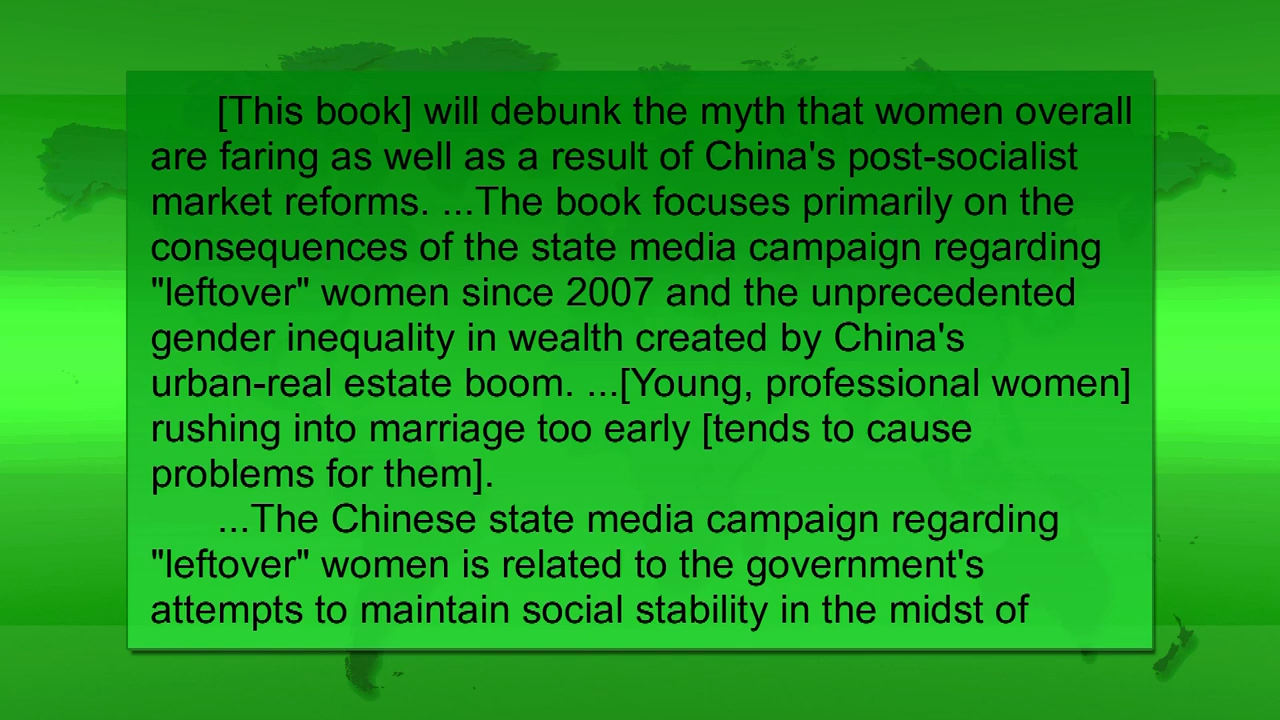 [This book] will debunk the myth that women overall
are faring as well as a result of China's post-socialist
market reforms. ...The book focuses primarily on the
consequences of the state media campaign regarding
"leftover" women since 2007 and the unprecedented
gender inequality in wealth created by China's
urban-real estate boom. ...[Young, professional women]
rushing into marriage too early [tends to cause
problems for them].
...The Chinese state media campaign regarding
"leftover" women is related to the government's
attempts to maintain social stability in the midst of